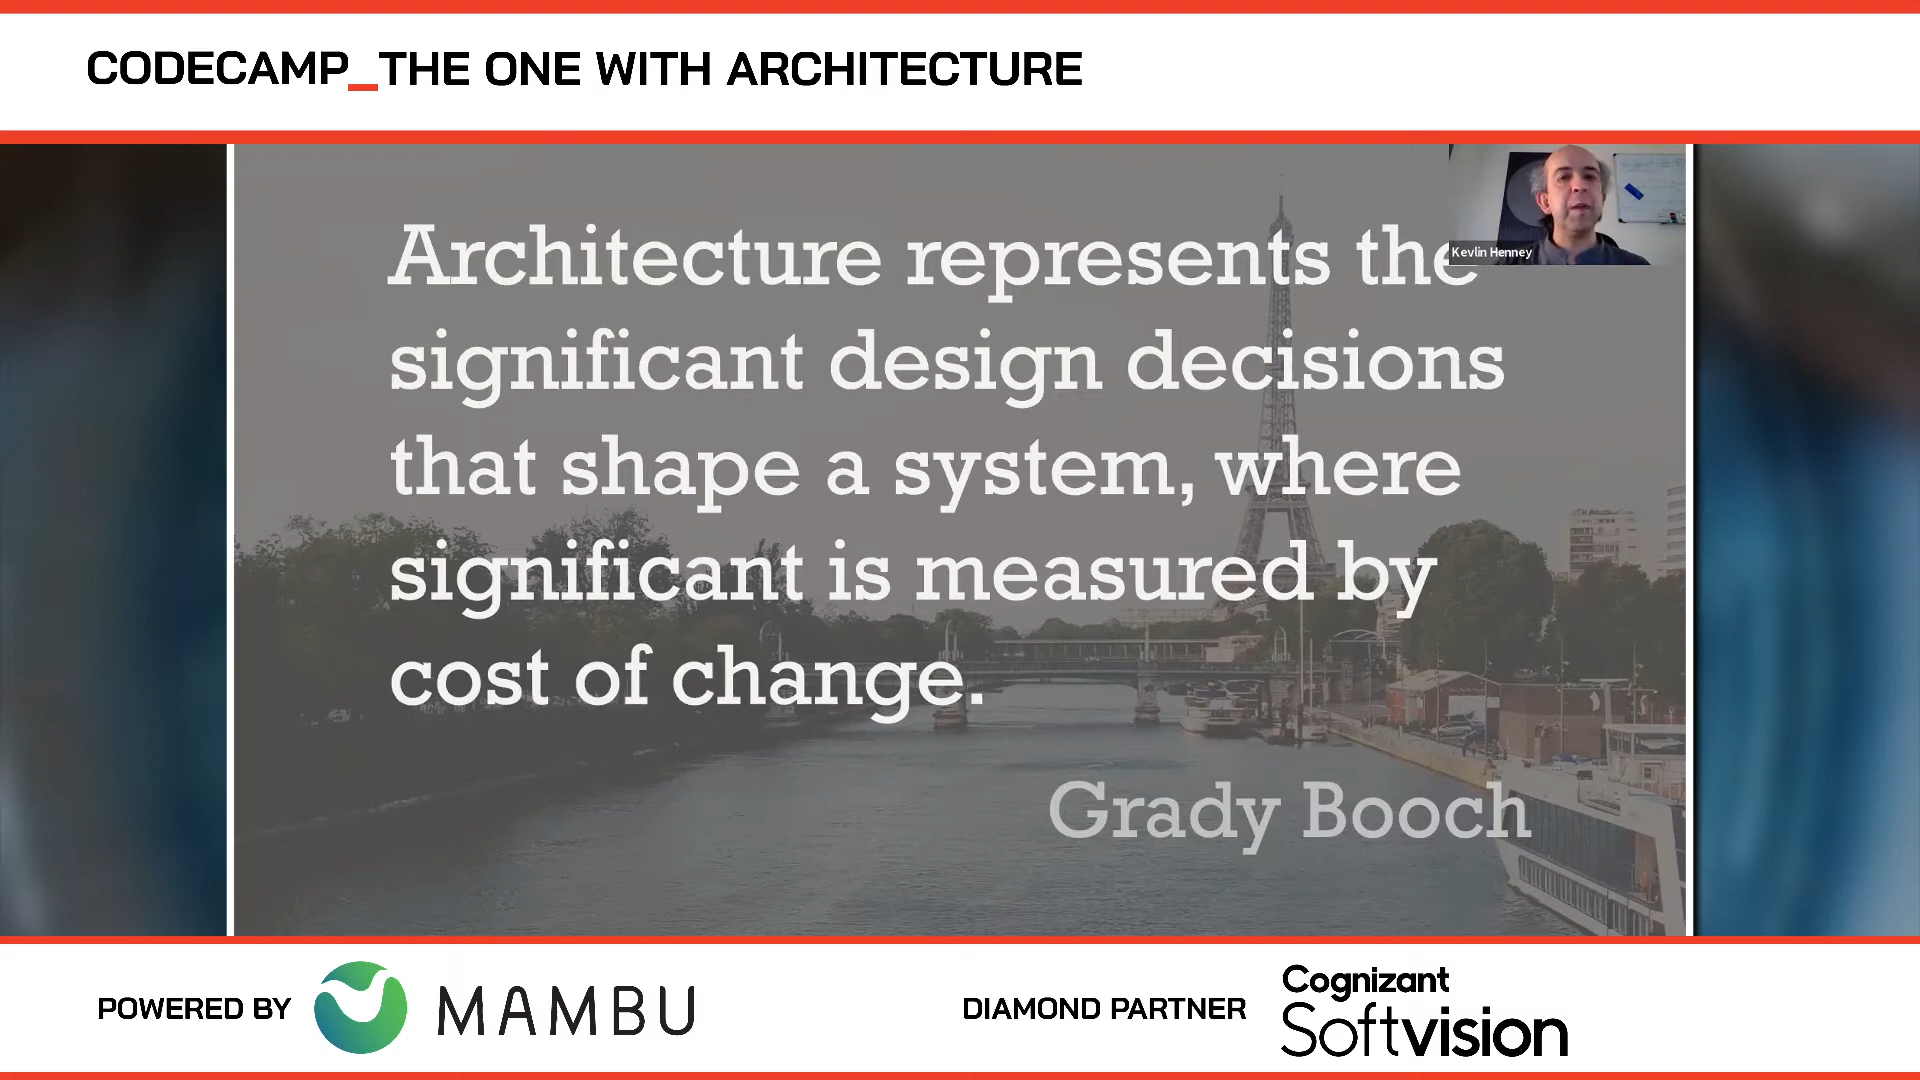 CODECAMP_THE ONE WITH ARCHITECTURE
Kevlin Henney
Architecture represents the
significant design decisions
that shape a system, where
significant is measured by
cost of change.
Grady Booch
POWERED BY
MAMBU
DIAMOND PARTNER
Cognizant
Softvision